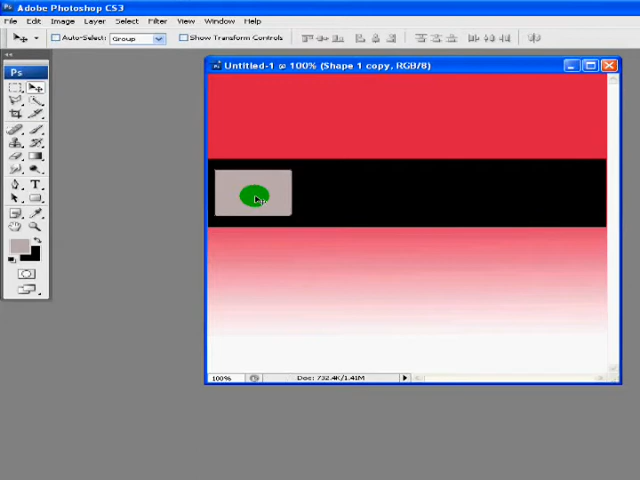 Adobe Photoshop CS3
File Edit Image Layer Select Filter View Window Help
Auto-Select: Group Show Transform Controls
Ps
Untitled-1 @ 100% (Shape 1 copy, RGB/8)
T
100% Doc: 732.4K/1.41M